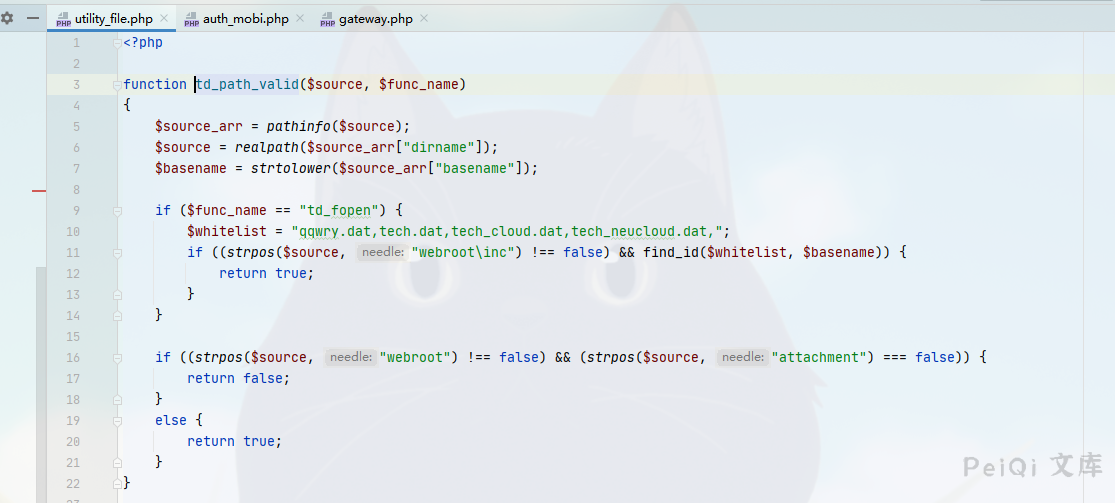 utility_file.php auth_mobi.php gateway.php
1 <?php
2
3 function td_path_valid($source, $func_name)
4 {
5 $source_arr = pathinfo($source);
6 $source = realpath($source_arr["dirname"]);
7 $basename = strtolower($source_arr["basename"]);
8
9 if ($func_name == "td_fopen") {
10 $whitelist = "qqwry.dat,tech.dat,tech_cloud.dat,tech_neucloud.dat,";
11 if ((strpos($source, needle: "webroot\inc") !== false) && find_id($whitelist, $basename)) {
12 return true;
13 }
14 }
15
16 if ((strpos($source, needle: "webroot") !== false) && (strpos($source, needle: "attachment") === false)) {
17 return false;
18 }
19 else {
20 return true;
21 }
22 }
PeiQi 文库